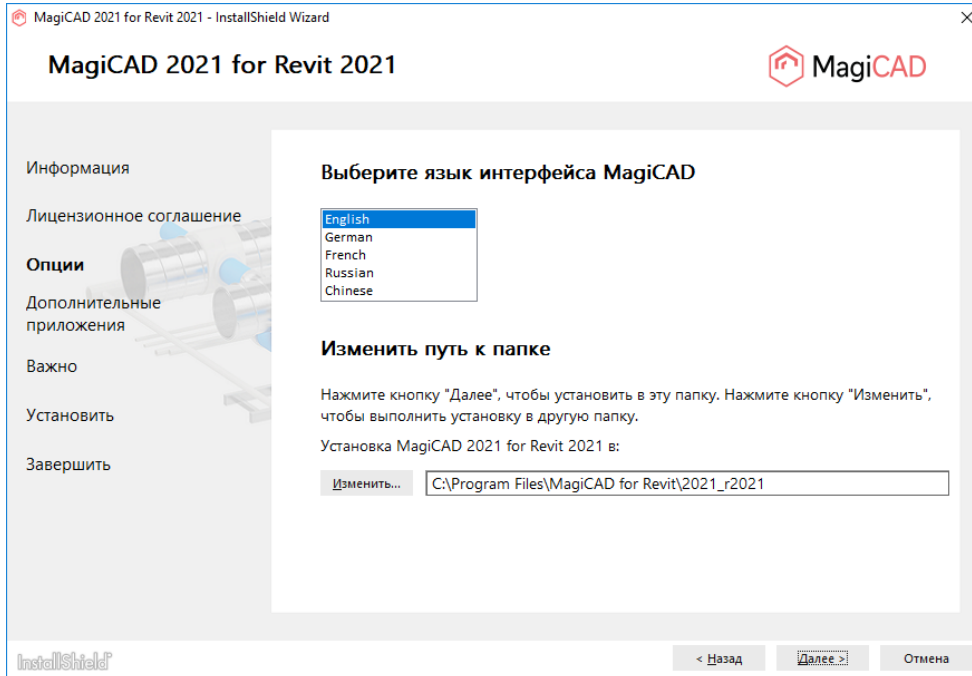 MagiCAD 2021 for Revit 2021 - InstallShield Wizard
MagiCAD 2021 for Revit 2021
MagiCAD
Информация
Лицензионное соглашение
Опции
Дополнительные
приложения
Важно
Установить
Завершить
Выберите язык интерфейса MagiCAD
English
German
French
Russian
Chinese
Изменить путь к папке
Нажмите кнопку "Далее", чтобы установить в эту папку. Нажмите кнопку "Изменить",
чтобы выполнить установку в другую папку.
Установка MagiCAD 2021 for Revit 2021 в:
Изменить... C:\Program Files\MagiCAD for Revit\2021_r2021
InstallShield
< Назад Далее > Отмена